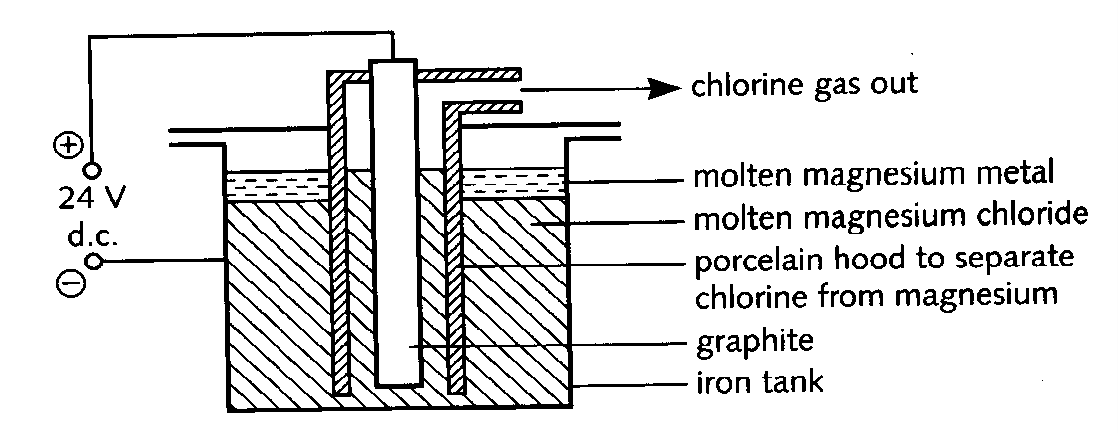 chlorine gas out
⊕
24 V
d.c.
⊖
molten magnesium metal
molten magnesium chloride
porcelain hood to separate
chlorine from magnesium
graphite
iron tank